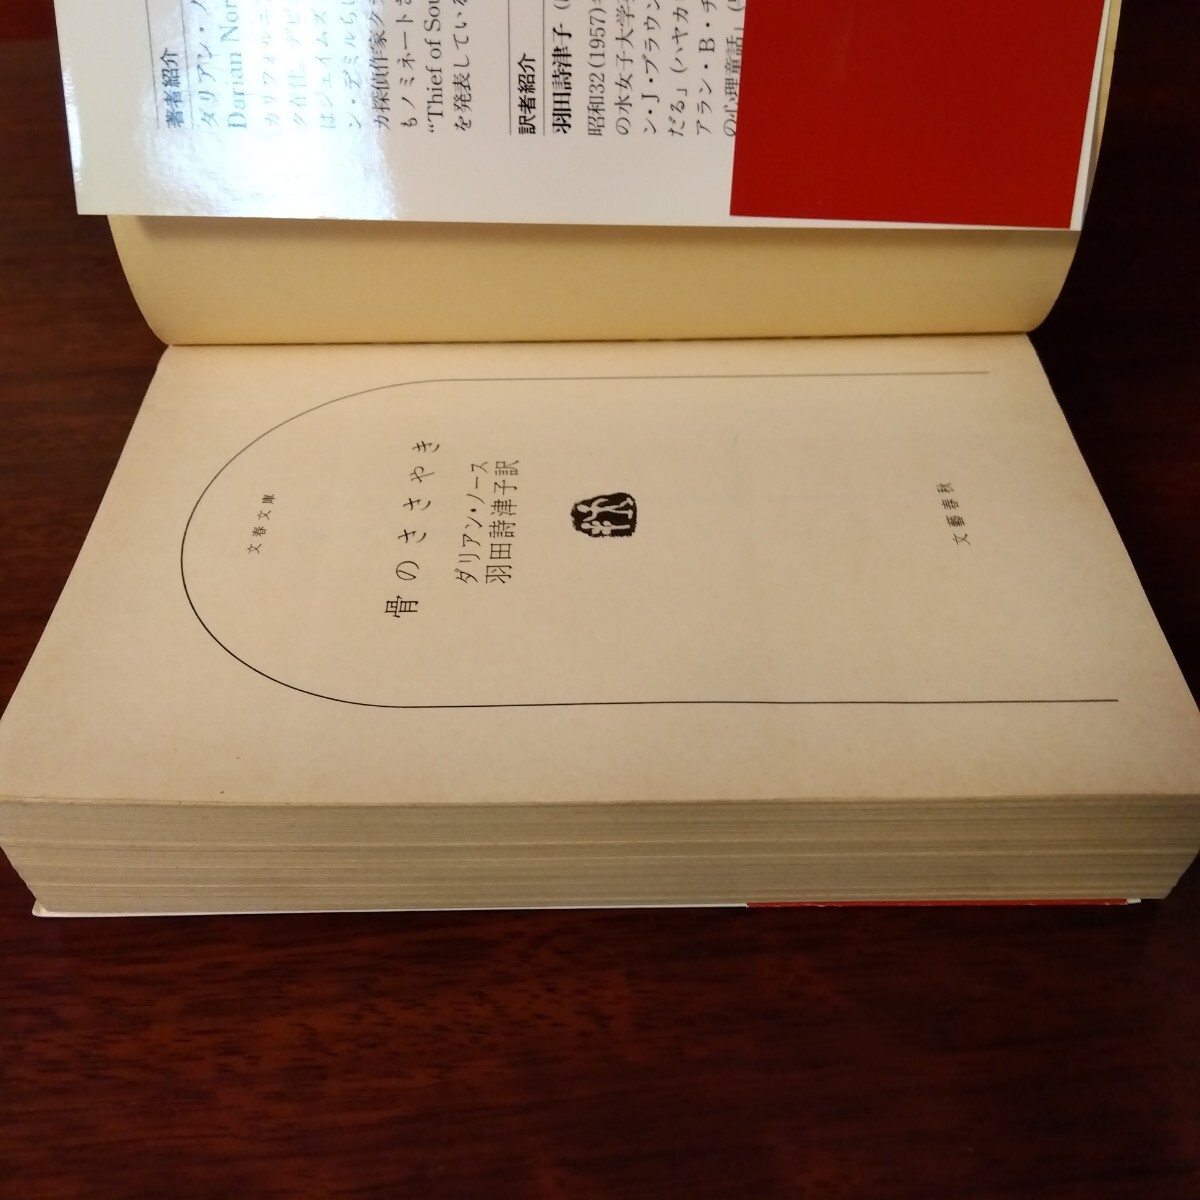 著者紹介
ダリアン・ノ
Darian Nor
カリフォルニ
ク在住。デビ
はジェイムス
ン・デミルらに
カ探偵作家ク
もノミネートさ
“Thief of Sou
を発表している
訳者紹介
羽田詩津子
昭和32(1957)
の水女子大学
ン・J・ブラウン
だる」(ハヤカ
アラン・B・チ
の心理童話」
文春文庫
骨のささやき
ダリアン・ノース
羽田詩津子訳
文藝春秋